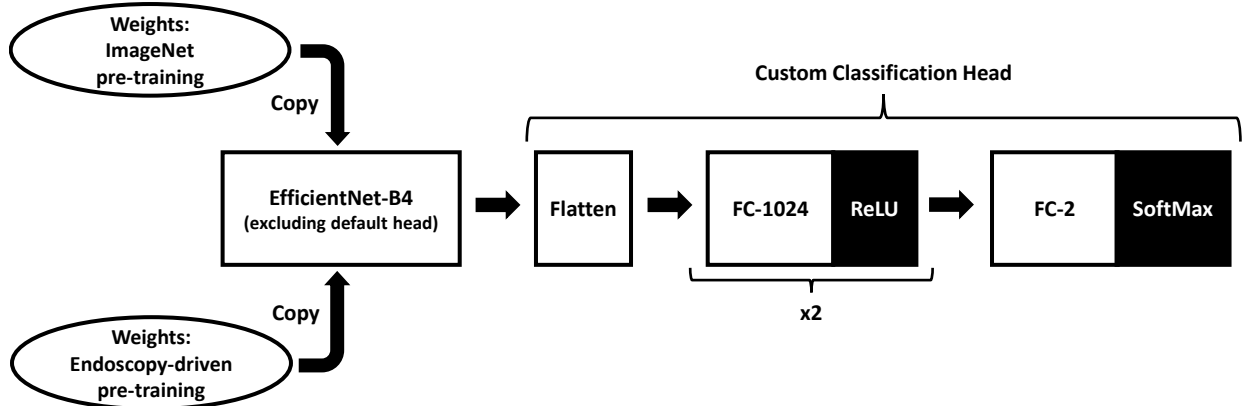 Weights:
ImageNet
pre-training
Copy
Custom Classification Head
EfficientNet-B4
(excluding default head)
Flatten
FC-1024
ReLU
FC-2
SoftMax
x2
Copy
Weights:
Endoscopy-driven
pre-training